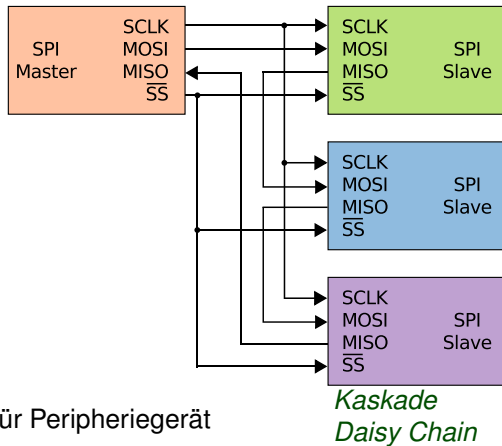 SCLK
MOSI
MISO
SS
SPI
Master
SCLK
MOSI
MISO
SS
SPI
Slave
SCLK
MOSI
MISO
SS
SPI
Slave
SCLK
MOSI
MISO
SS
SPI
Slave
ür Peripheriegerät
Kaskade
Daisy Chain